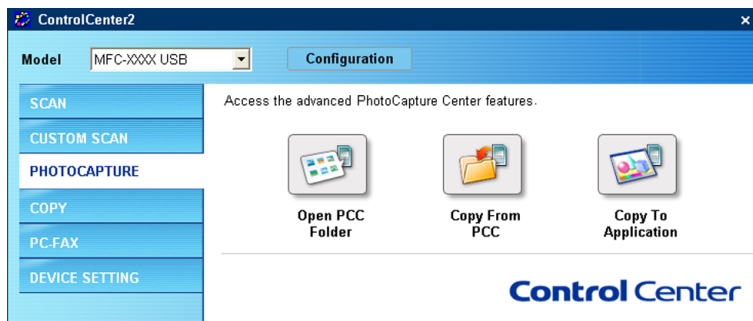 ControlCenter2
Model MFC-XXXX USB Configuration
SCAN
CUSTOM SCAN
PHOTOCAPTURE
COPY
PC-FAX
DEVICE SETTING
Access the advanced PhotoCapture Center features.
Open PCC
Folder
Copy From
PCC
Copy To
Application
Control Center